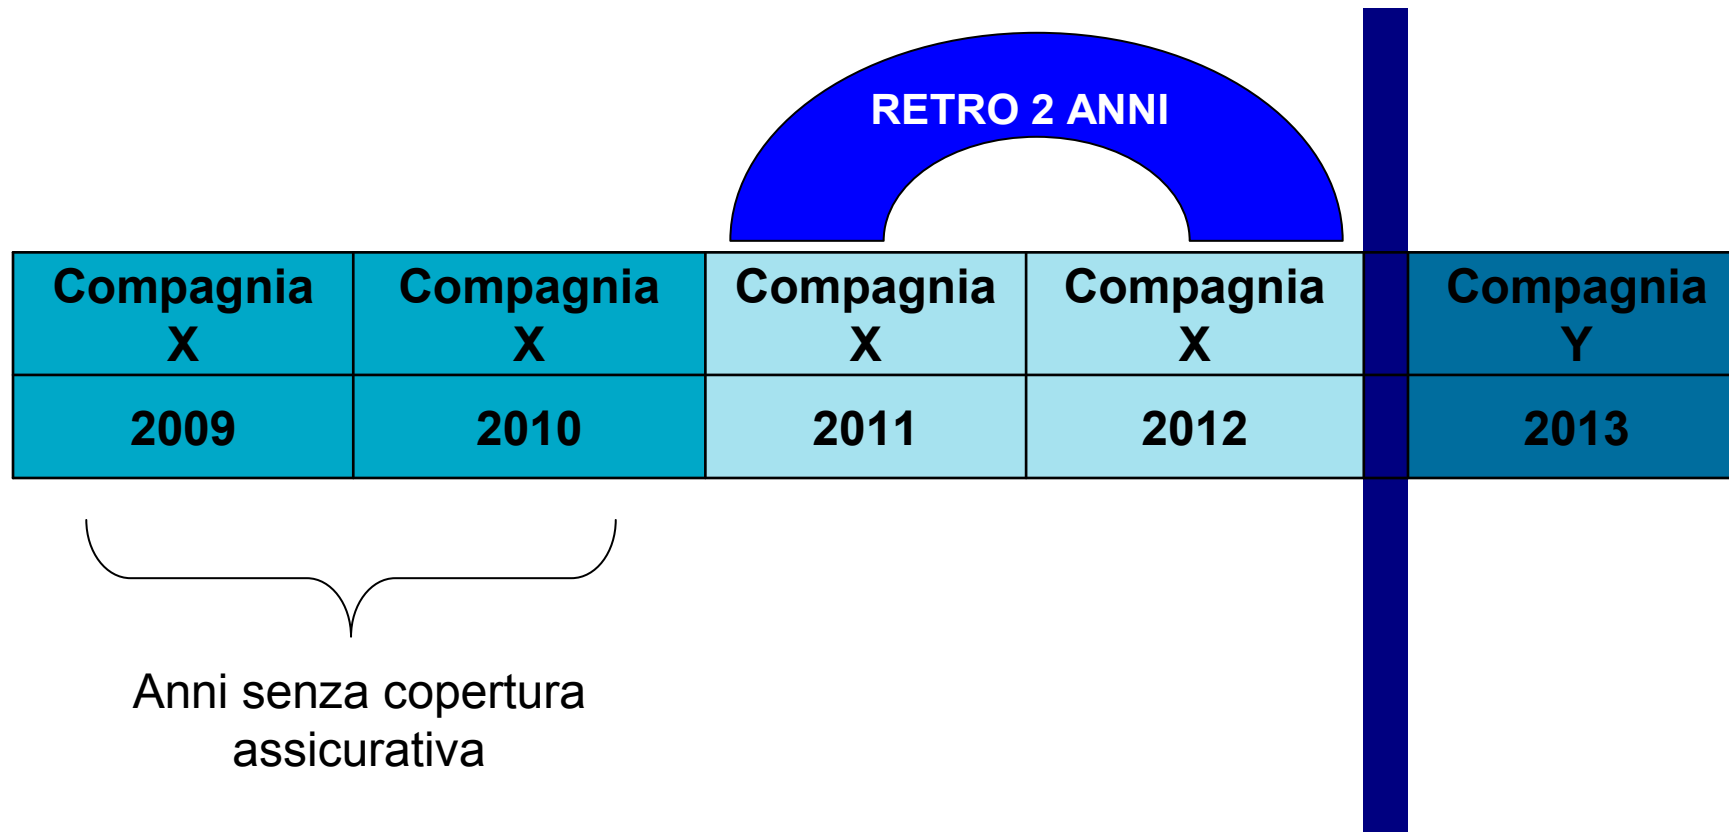 RETRO 2 ANNI
Compagnia
X
Compagnia
X
Compagnia
X
Compagnia
X
Compagnia
Y
2009
2010
2011
2012
2013
Anni senza copertura
assicurativa